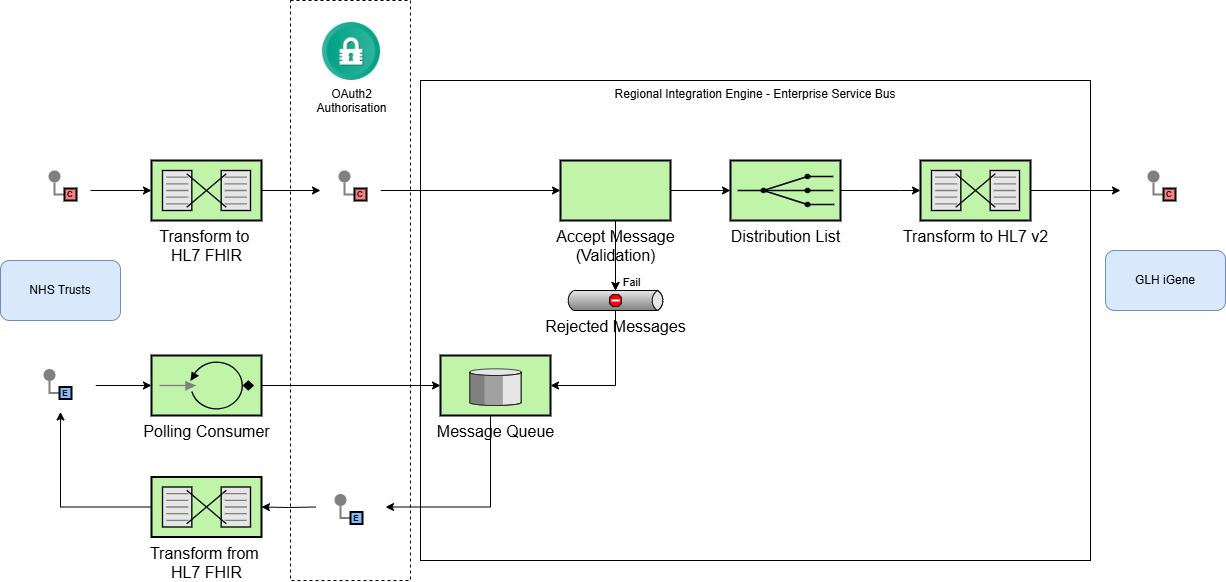 OAuth2
Authorisation
Regional Integration Engine - Enterprise Service Bus
C
Transform to
HL7 FHIR
C
Accept Message
(Validation)
Distribution List
Transform to HL7 v2
C
NHS Trusts
GLH iGene
Fail
Rejected Messages
E
Polling Consumer
Message Queue
E
Transform from
HL7 FHIR